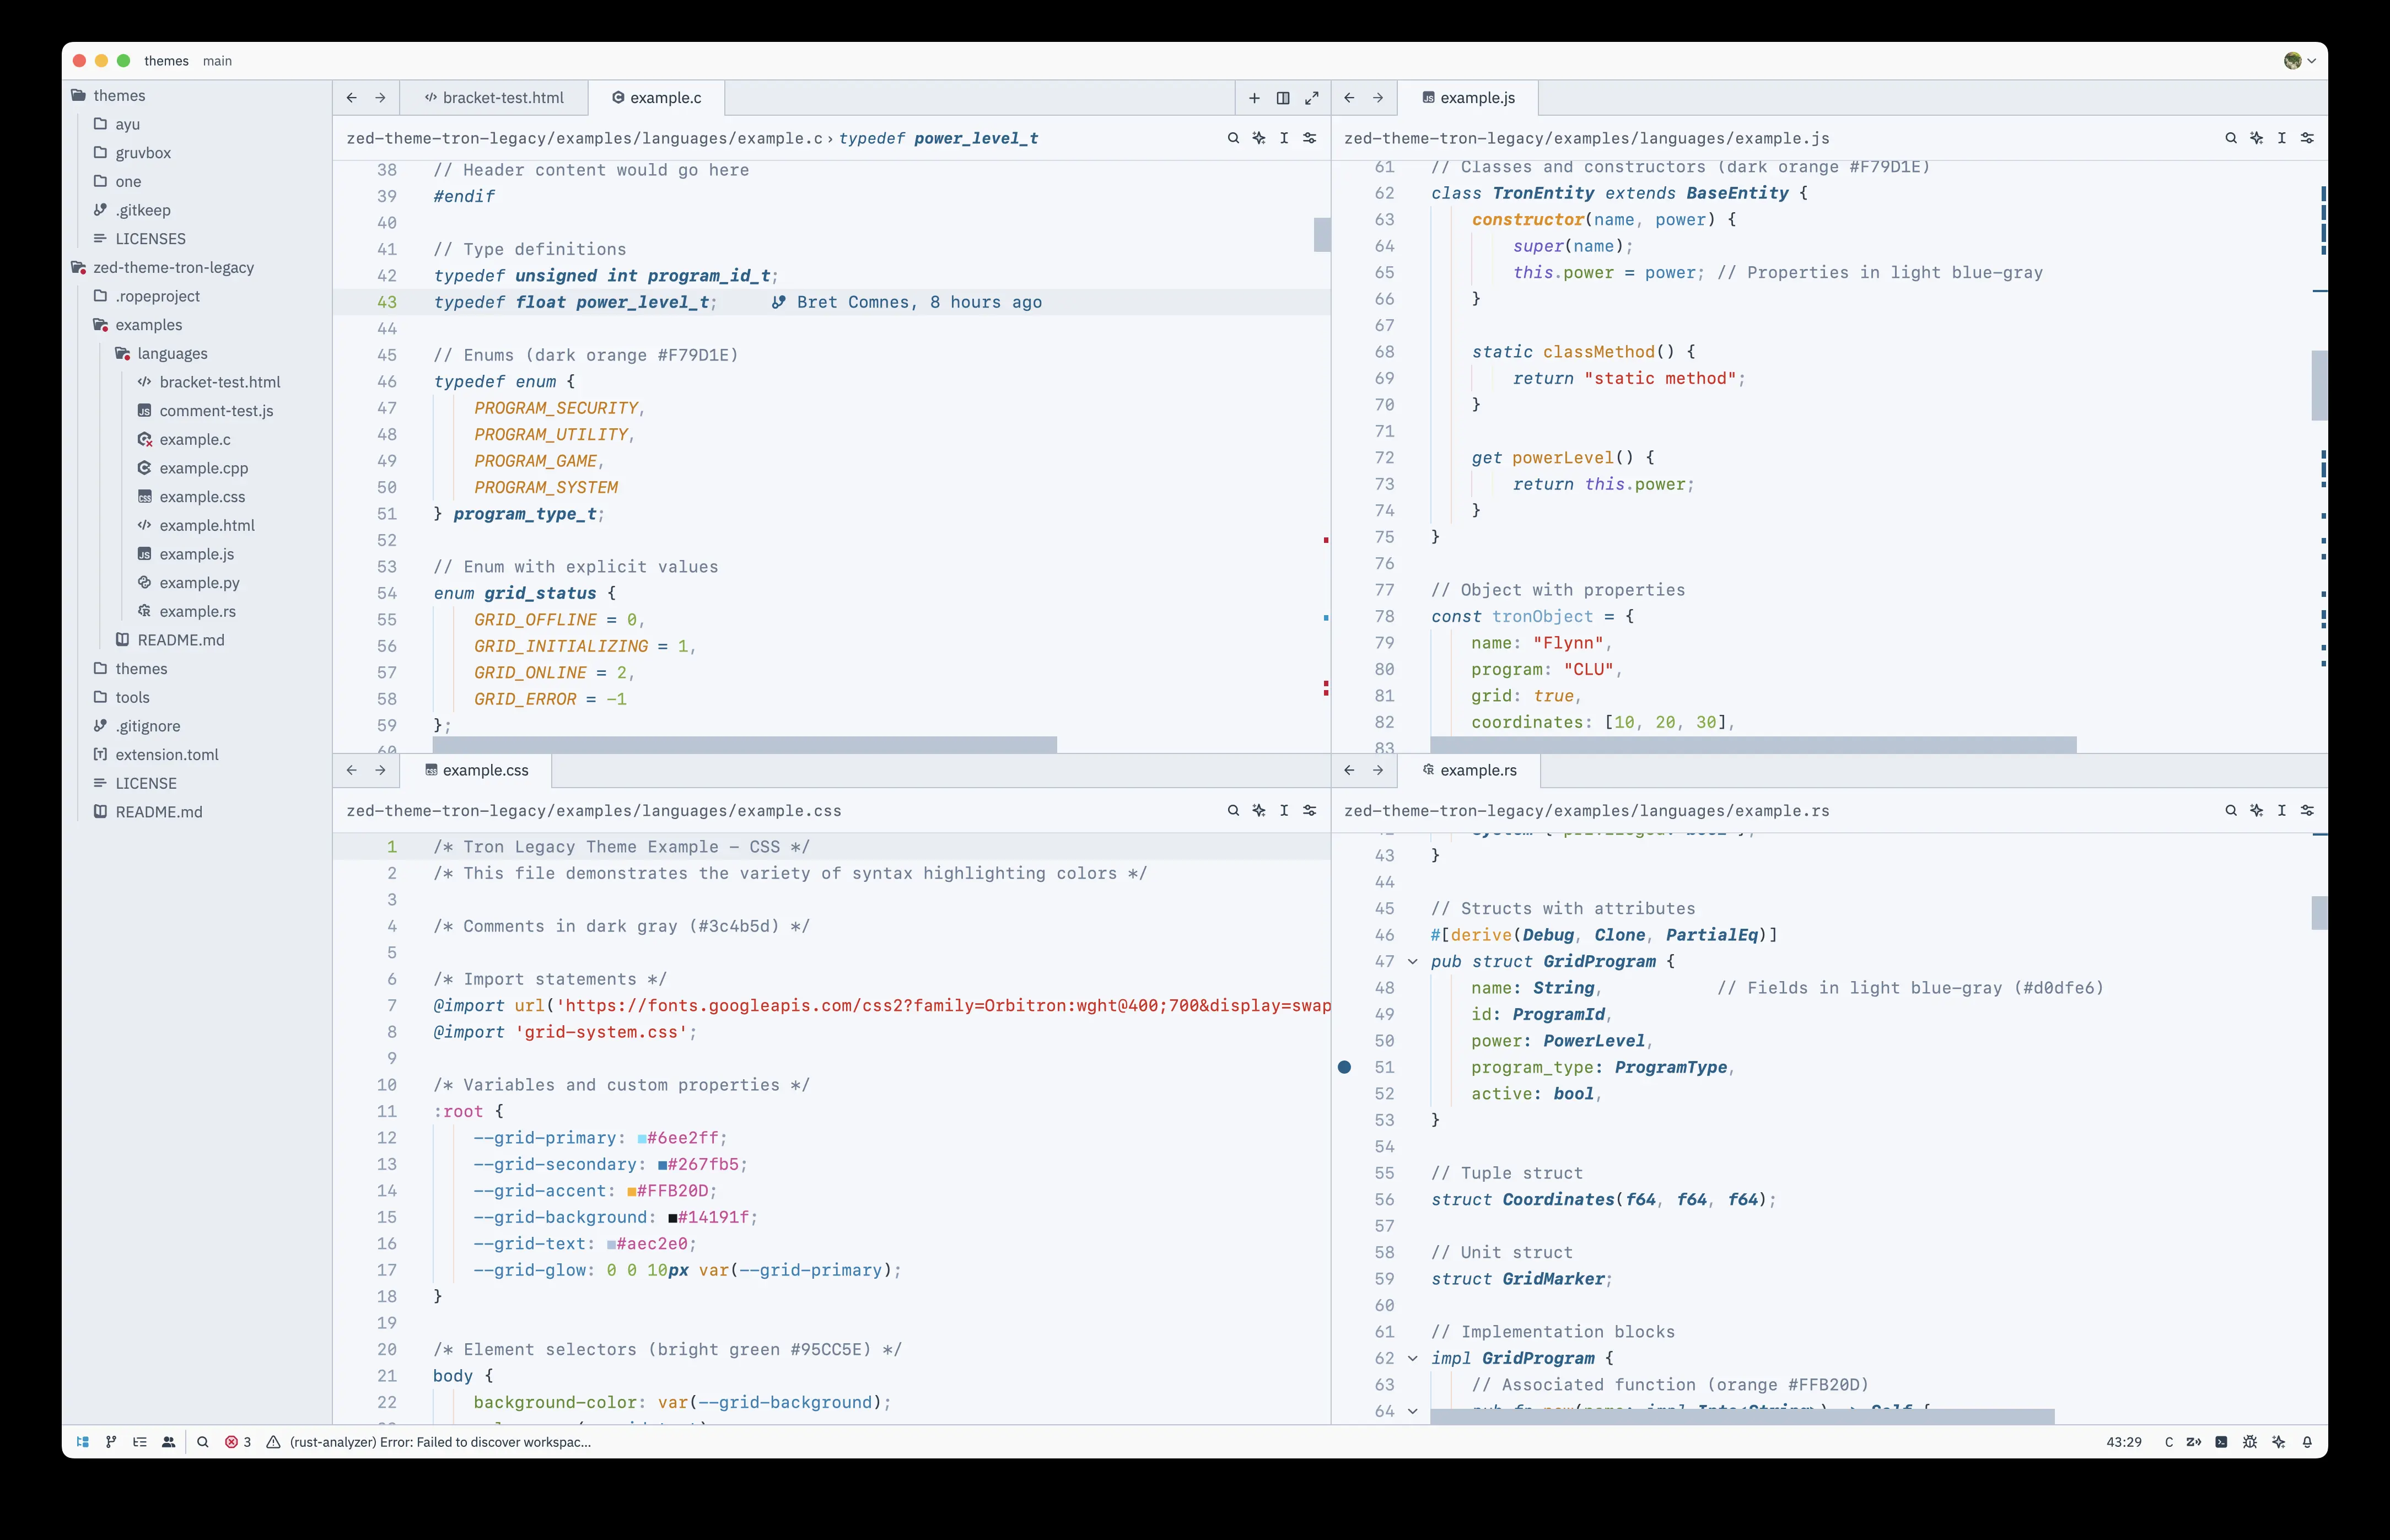 themes main
themes
ayu
gruvbox
one
.gitkeep
LICENSES
zed-theme-tron-legacy
.ropeproject
examples
languages
bracket-test.html
comment-test.js
example.c
example.cpp
example.css
example.html
example.js
example.py
example.rs
README.md
themes
tools
.gitignore
extension.toml
LICENSE
README.md
bracket-test.html example.c
zed-theme-tron-legacy/examples/languages/example.c › typedef power_level_t
38 // Header content would go here
39 #endif
40
41 // Type definitions
42 typedef unsigned int program_id_t;
43 typedef float power_level_t; Bret Comnes, 8 hours ago
44
45 // Enums (dark orange #F79D1E)
46 typedef enum {
47 PROGRAM_SECURITY,
48 PROGRAM_UTILITY,
49 PROGRAM_GAME,
50 PROGRAM_SYSTEM
51 } program_type_t;
52
53 // Enum with explicit values
54 enum grid_status {
55 GRID_OFFLINE = 0,
56 GRID_INITIALIZING = 1,
57 GRID_ONLINE = 2,
58 GRID_ERROR = -1
59 };
60
example.js
zed-theme-tron-legacy/examples/languages/example.js
61 // Classes and constructors (dark orange #F79D1E)
62 class TronEntity extends BaseEntity {
63 constructor(name, power) {
64 super(name);
65 this.power = power; // Properties in light blue-gray
66 }
67
68 static classMethod() {
69 return "static method";
70 }
71
72 get powerLevel() {
73 return this.power;
74 }
75 }
76
77 // Object with properties
78 const tronObject = {
79 name: "Flynn",
80 program: "CLU",
81 grid: true,
82 coordinates: [10, 20, 30],
83
example.css
zed-theme-tron-legacy/examples/languages/example.css
1 /* Tron Legacy Theme Example - CSS */
2 /* This file demonstrates the variety of syntax highlighting colors */
3
4 /* Comments in dark gray (#3c4b5d) */
5
6 /* Import statements */
7 @import url('https://fonts.googleapis.com/css2?family=Orbitron:wght@400;700&display=swap
8 @import 'grid-system.css';
9
10 /* Variables and custom properties */
11 :root {
12 --grid-primary: #6ee2ff;
13 --grid-secondary: #267fb5;
14 --grid-accent: #FFB20D;
15 --grid-background: #14191f;
16 --grid-text: #aec2e0;
17 --grid-glow: 0 0 10px var(--grid-primary);
18 }
19
20 /* Element selectors (bright green #95CC5E) */
21 body {
22 background-color: var(--grid-background);
example.rs
zed-theme-tron-legacy/examples/languages/example.rs
43 }
44
45 // Structs with attributes
46 #[derive(Debug, Clone, PartialEq)]
47 pub struct GridProgram {
48 name: String, // Fields in light blue-gray (#d0dfe6)
49 id: ProgramId,
50 power: PowerLevel,
51 program_type: ProgramType,
52 active: bool,
53 }
54
55 // Tuple struct
56 struct Coordinates(f64, f64, f64);
57
58 // Unit struct
59 struct GridMarker;
60
61 // Implementation blocks
62 impl GridProgram {
63 // Associated function (orange #FFB20D)
64
3 (rust-analyzer) Error: Failed to discover workspac...
43:29 C